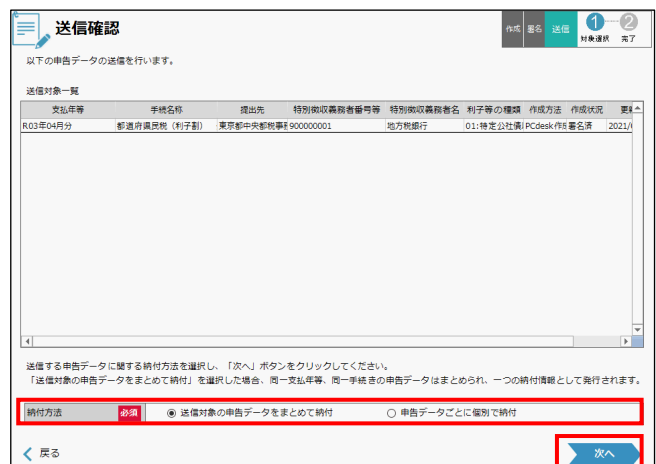 送信確認
作成 署名 送信 1 対象選択 2 完了
以下の申告データの送信を行います。
送信対象一覧
支払年等 手続名称 提出先 特別徴収義務者番号等 特別徴収義務者名 利子等の種類 作成方法 作成状況 更新
R03年04月分 都道府県民税（利子割） 東京都中央都税事務 900000001 地方税銀行 01:特定公社債 PCdesk作成 署名済 2021/
送信する申告データに関する納付方法を選択し、「次へ」ボタンをクリックしてください。
「送信対象の申告データをまとめて納付」を選択した場合、同一支払年等、同一手続きの申告データはまとめられ、一つの納付情報として発行されます。
納付方法 必須 送信対象の申告データをまとめて納付 申告データごとに個別で納付
戻る 次へ